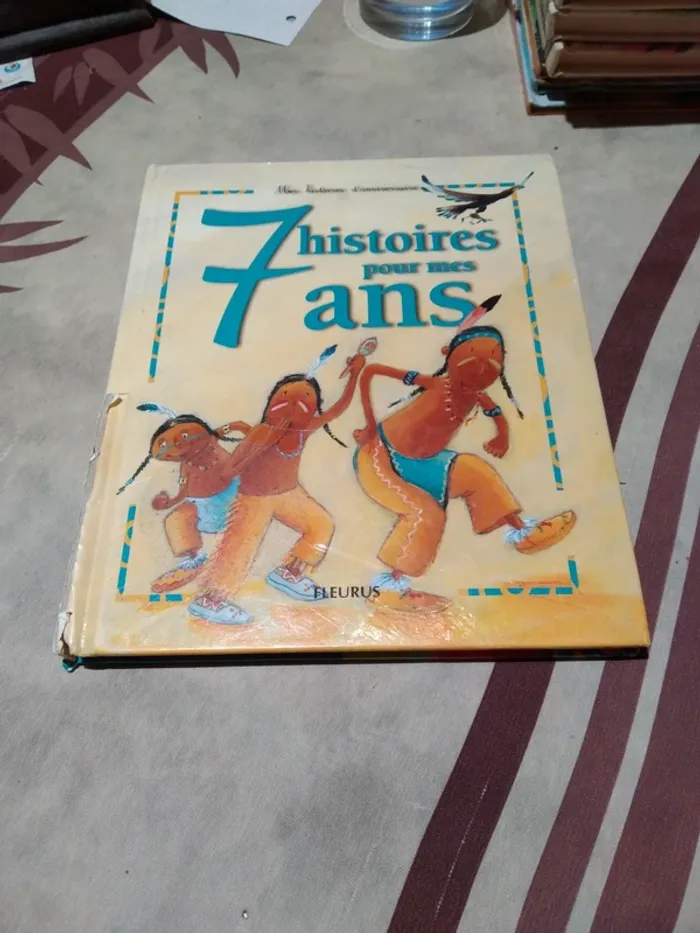 Mes histoires d'anniversaire
7 histoires
pour mes
ans
FLEURUS